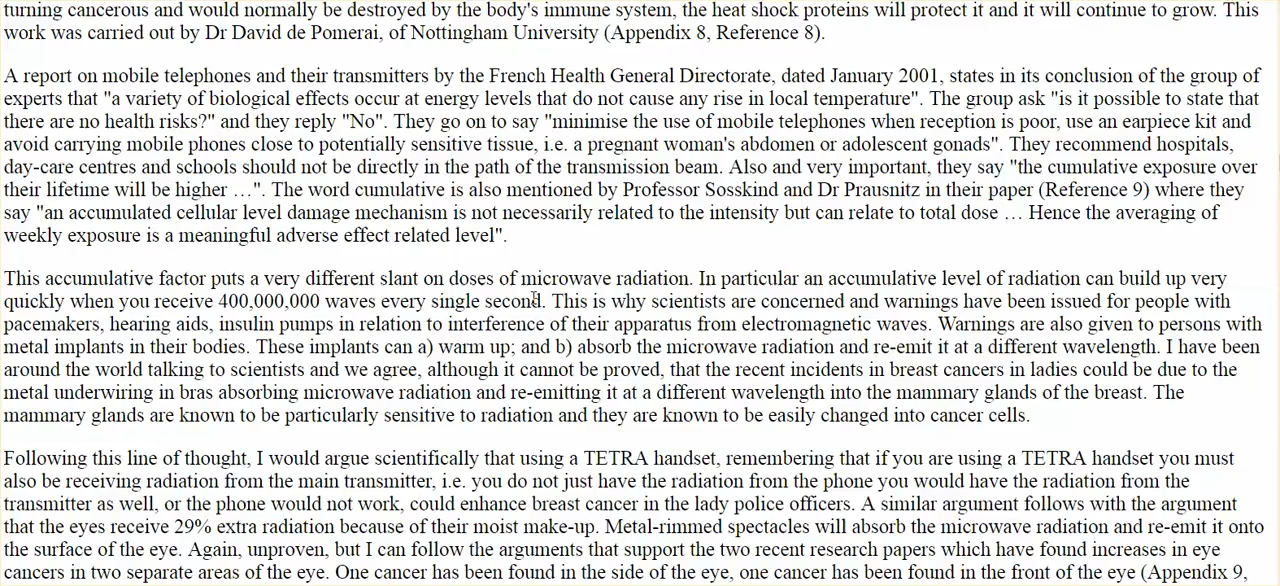 turning cancerous and would normally be destroyed by the body's immune system, the heat shock proteins will protect it and it will continue to grow. This
work was carried out by Dr David de Pomerai, of Nottingham University (Appendix 8, Reference 8).
A report on mobile telephones and their transmitters by the French Health General Directorate, dated January 2001, states in its conclusion of the group of
experts that "a variety of biological effects occur at energy levels that do not cause any rise in local temperature". The group ask "is it possible to state that
there are no health risks?" and they reply "No". They go on to say "minimise the use of mobile telephones when reception is poor, use an earpiece kit and
avoid carrying mobile phones close to potentially sensitive tissue, i.e. a pregnant woman's abdomen or adolescent gonads". They recommend hospitals,
day-care centres and schools should not be directly in the path of the transmission beam. Also and very important, they say "the cumulative exposure over
their lifetime will be higher …". The word cumulative is also mentioned by Professor Sosskind and Dr Prausnitz in their paper (Reference 9) where they
say "an accumulated cellular level damage mechanism is not necessarily related to the intensity but can relate to total dose … Hence the averaging of
weekly exposure is a meaningful adverse effect related level".
This accumulative factor puts a very different slant on doses of microwave radiation. In particular an accumulative level of radiation can build up very
quickly when you receive 400,000,000 waves every single second. This is why scientists are concerned and warnings have been issued for people with
pacemakers, hearing aids, insulin pumps in relation to interference of their apparatus from electromagnetic waves. Warnings are also given to persons with
metal implants in their bodies. These implants can a) warm up; and b) absorb the microwave radiation and re-emit it at a different wavelength. I have been
around the world talking to scientists and we agree, although it cannot be proved, that the recent incidents in breast cancers in ladies could be due to the
metal underwiring in bras absorbing microwave radiation and re-emitting it at a different wavelength into the mammary glands of the breast. The
mammary glands are known to be particularly sensitive to radiation and they are known to be easily changed into cancer cells.
Following this line of thought, I would argue scientifically that using a TETRA handset, remembering that if you are using a TETRA handset you must
also be receiving radiation from the main transmitter, i.e. you do not just have the radiation from the phone you would have the radiation from the
transmitter as well, or the phone would not work, could enhance breast cancer in the lady police officers. A similar argument follows with the argument
that the eyes receive 29% extra radiation because of their moist make-up. Metal-rimmed spectacles will absorb the microwave radiation and re-emit it onto
the surface of the eye. Again, unproven, but I can follow the arguments that support the two recent research papers which have found increases in eye
cancers in two separate areas of the eye. One cancer has been found in the side of the eye, one cancer has been found in the front of the eye (Appendix 9,